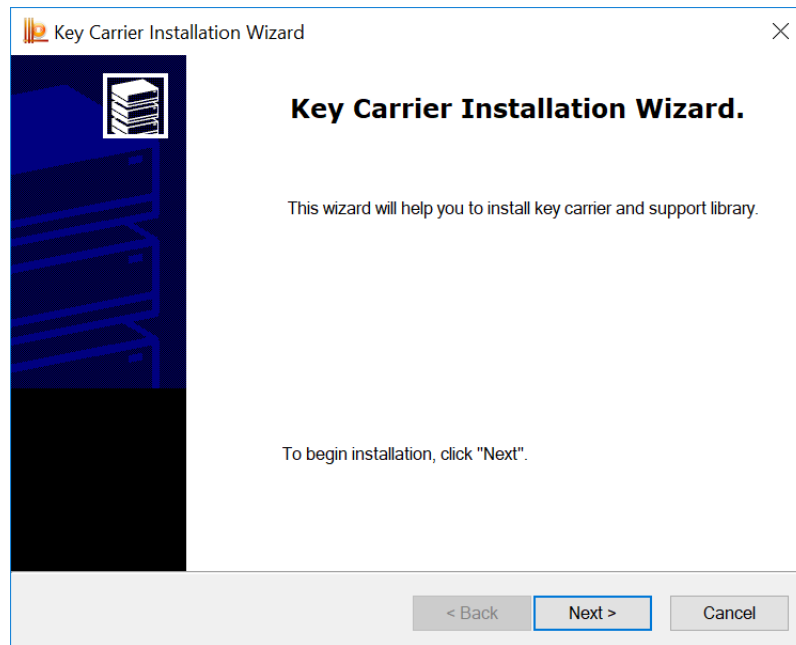 Key Carrier Installation Wizard
Key Carrier Installation Wizard.
This wizard will help you to install key carrier and support library.
To begin installation, click "Next".
< Back
Next >
Cancel